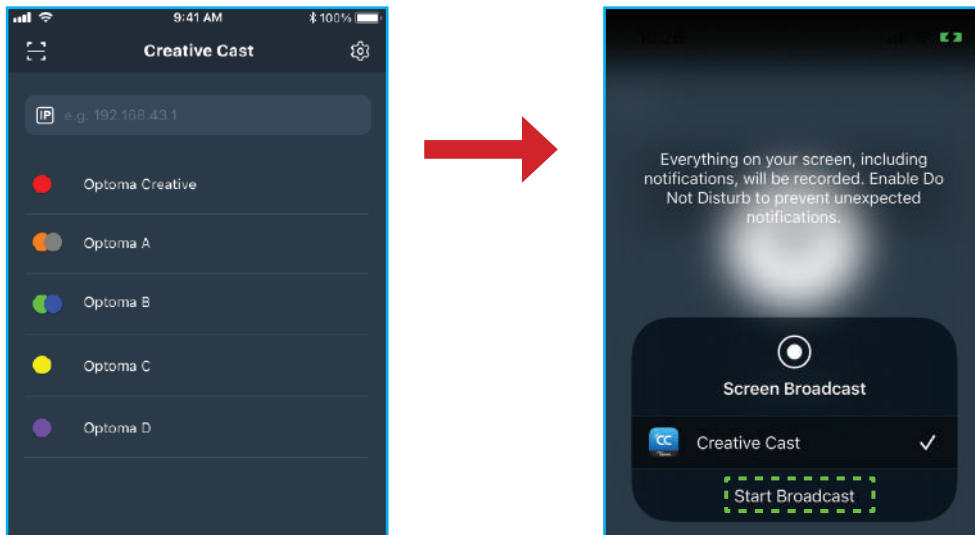 9:41 AM
100%
Creative Cast
IP e.g. 192.168.43.1
Optoma Creative
Optoma A
Optoma B
Optoma C
Optoma D
Everything on your screen, including
notifications, will be recorded. Enable Do
Not Disturb to prevent unexpected
notifications.
Screen Broadcast
CC Creative Cast
Start Broadcast